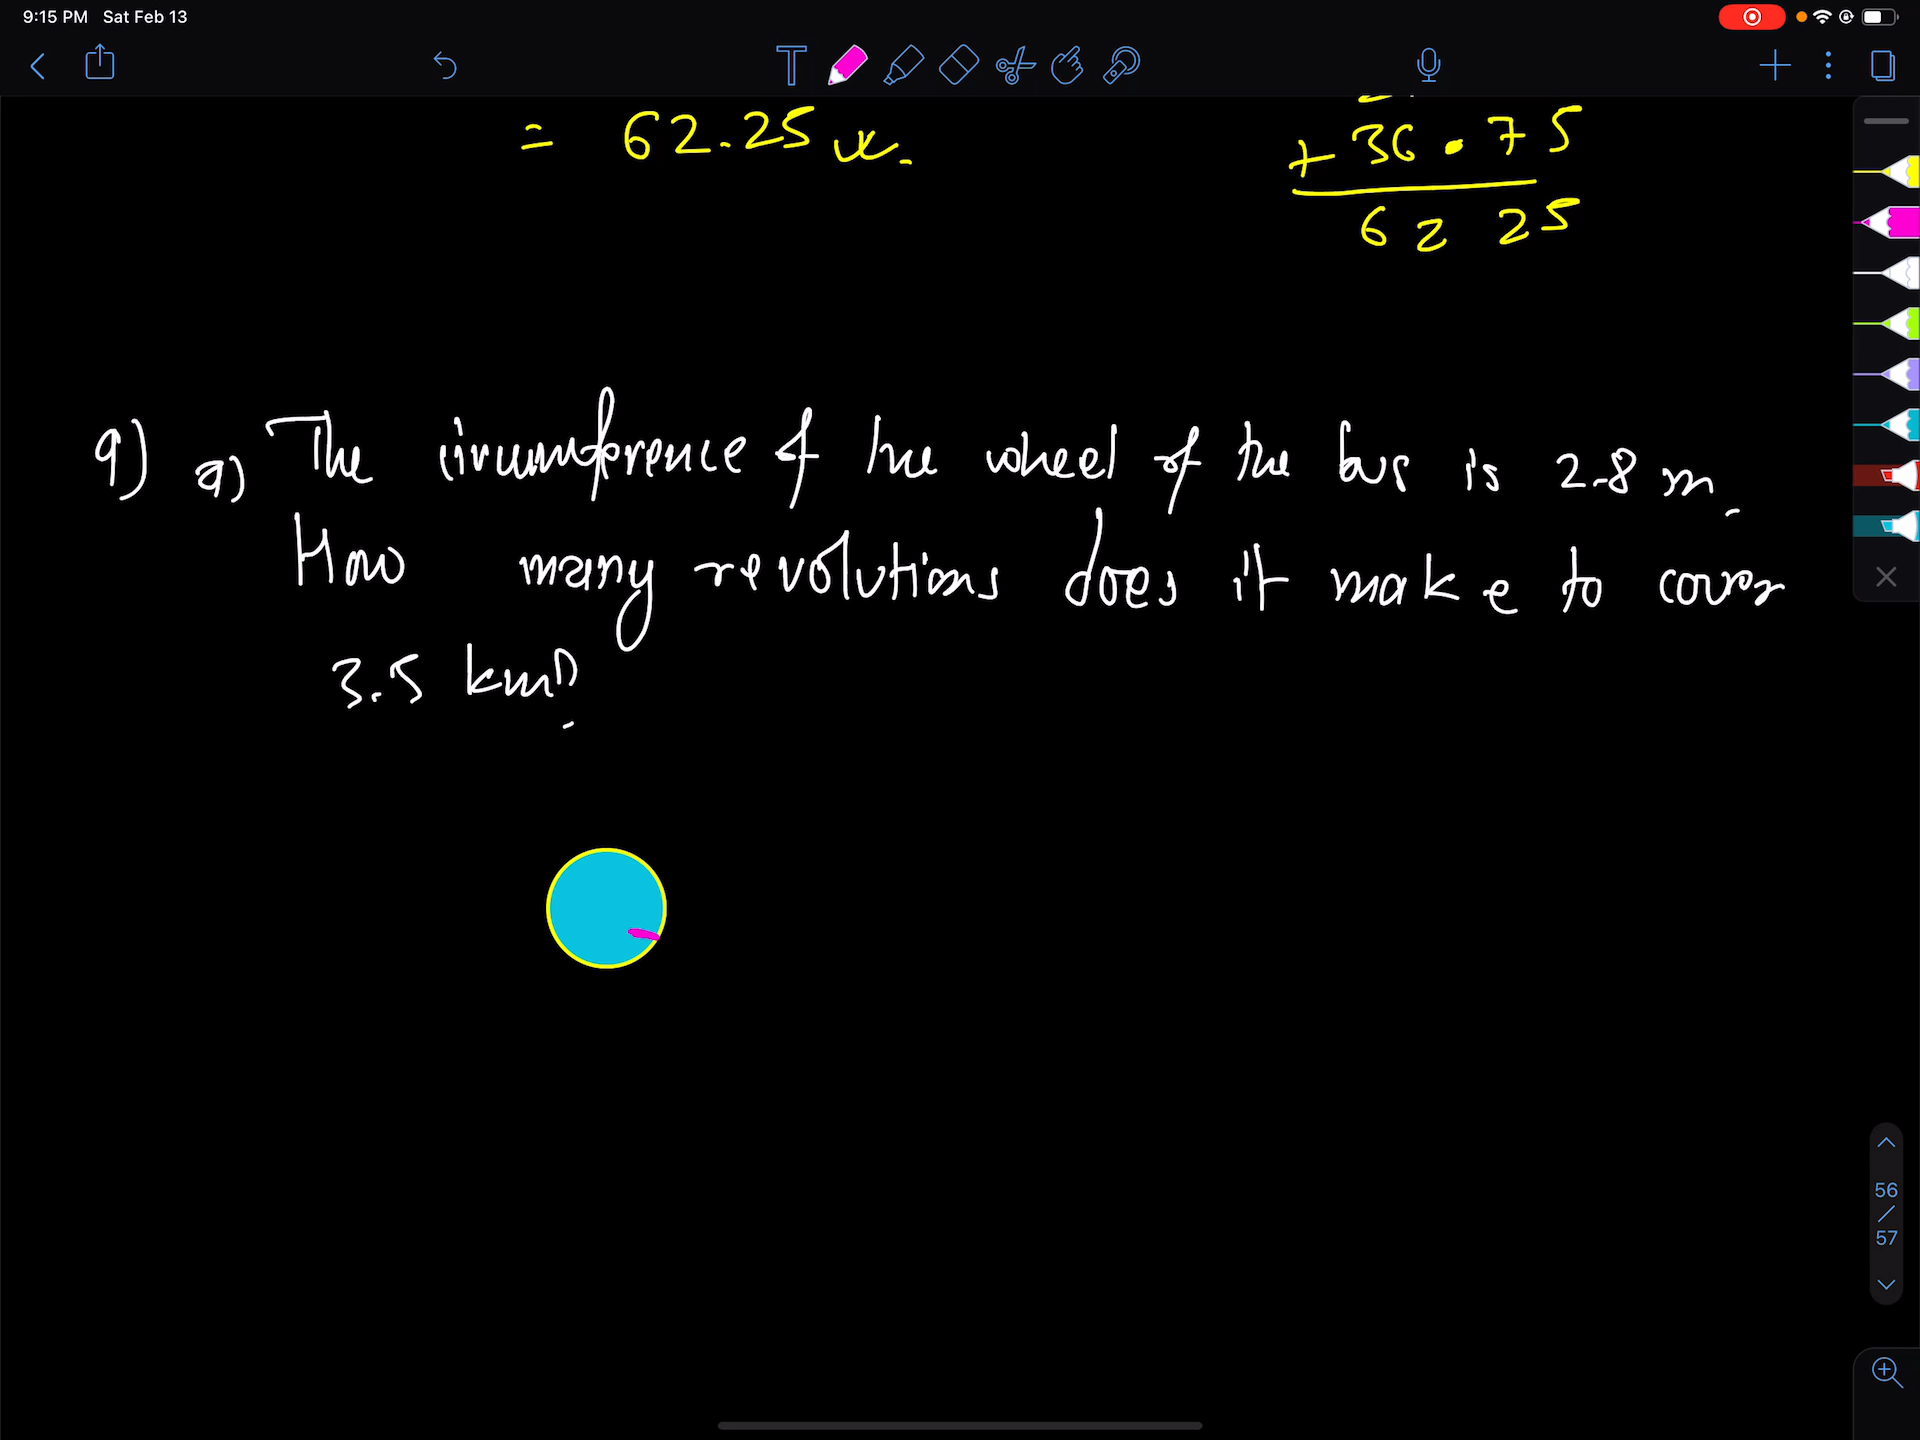 9:15 PM Sat Feb 13
= 62.25
+ 36.75
62 25
9) a) The circumference of the wheel of the bus is 2.8 m.
How many revolutions does it make to cover
3.5 km?
56
/
57